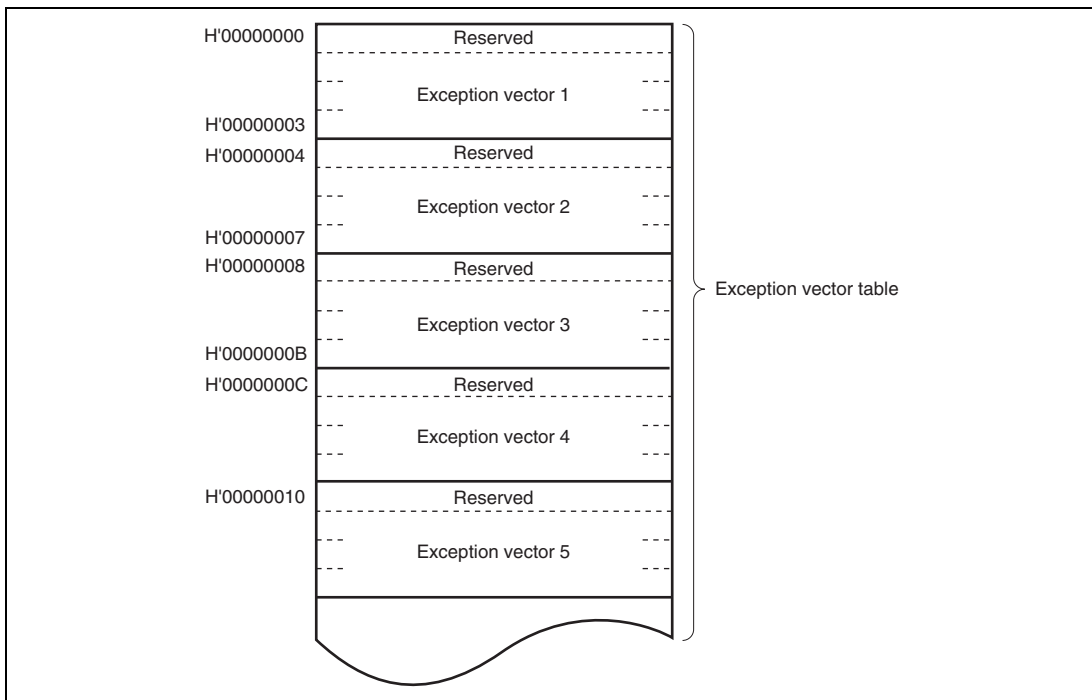 H'00000000
Reserved
Exception vector 1
H'00000003
H'00000004
Reserved
Exception vector 2
H'00000007
H'00000008
Reserved
Exception vector table
Exception vector 3
H'0000000B
H'0000000C
Reserved
Exception vector 4
H'00000010
Reserved
Exception vector 5